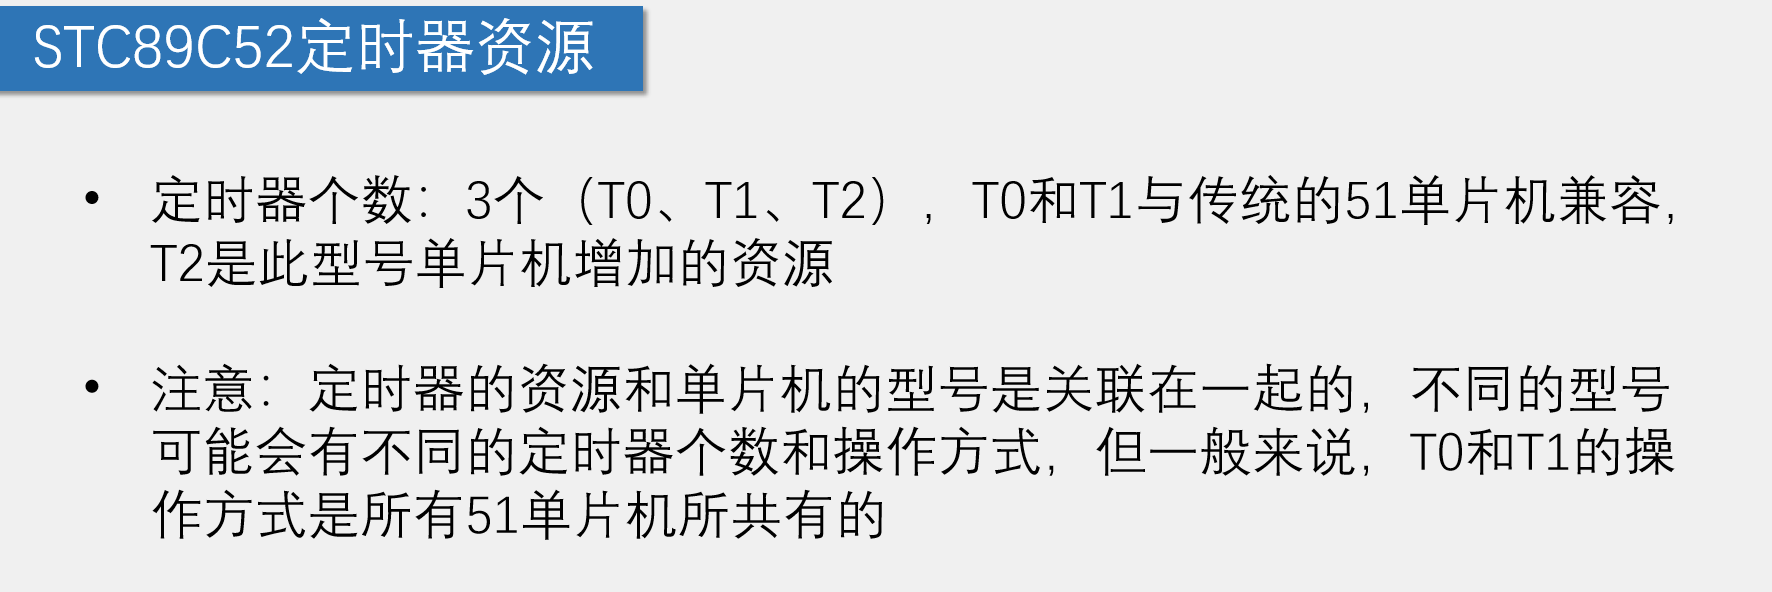 STC89C52定时器资源
• 定时器个数：3个（T0、T1、T2），T0和T1与传统的51单片机兼容，
T2是此型号单片机增加的资源
• 注意：定时器的资源和单片机的型号是关联在一起的，不同的型号
可能会有不同的定时器个数和操作方式，但一般来说，T0和T1的操
作方式是所有51单片机所共有的